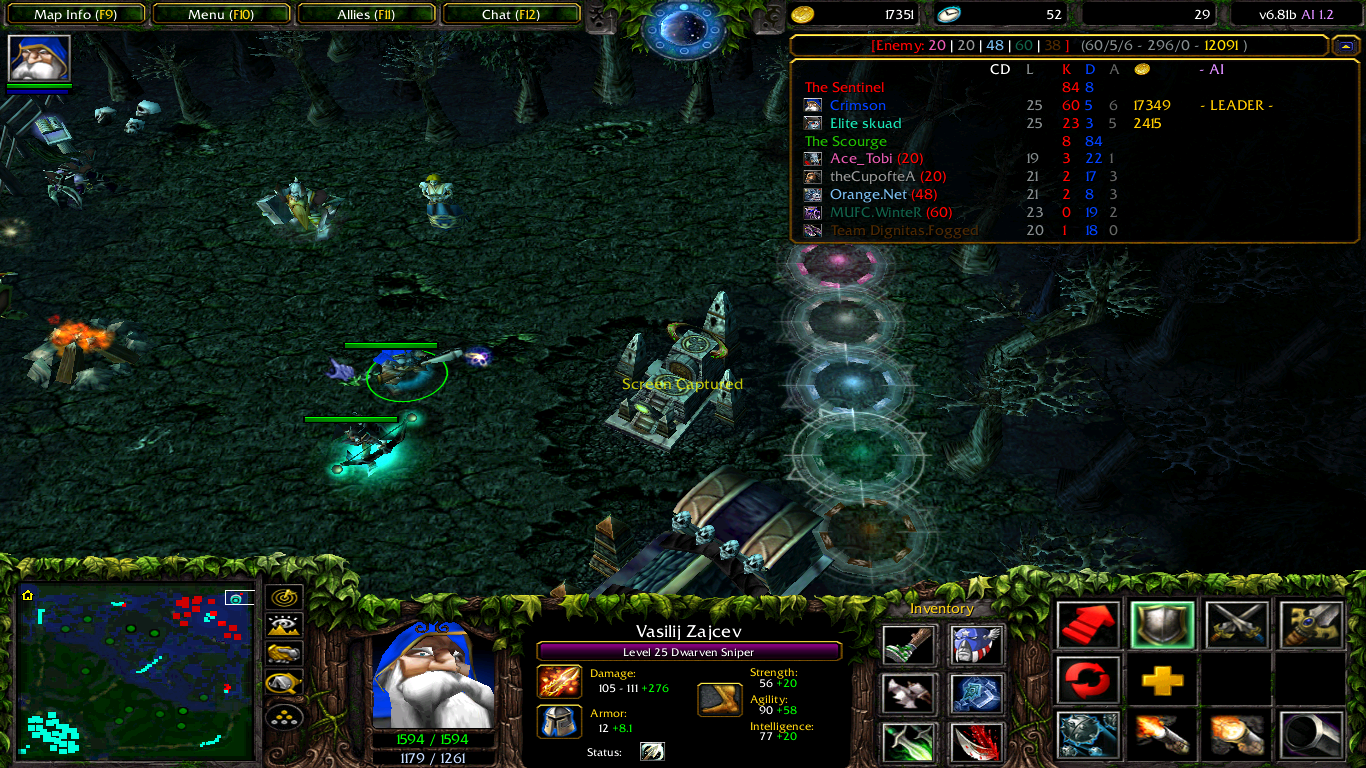 Map Info (F9) Menu (F10) Allies (F11) Chat (F12) 17351 52 29 v6.81b AI 1.2
[Enemy: 20 | 20 | 48 | 60 | 38 ] (60/5/6 - 296/0 - 12091 )
CD L K D A - AI
The Sentinel 84 8
Crimson 25 60 5 6 17349 - LEADER -
Elite skuad 25 23 3 5 2415
The Scourge 8 84
Ace_Tobi (20) 19 3 22 1
theCupofteA (20) 21 2 17 3
Orange.Net (48) 21 2 8 3
MUFC.WinteR (60) 23 0 19 2
Team Dignitas.Fogged 20 1 18 0
Screen Captured
Vasilij Zajcev
Level 25 Dwarven Sniper
Damage:
105 - 111 +276
Armor:
12 +8.1
Status:
Strength:
56 +20
Agility:
90 +58
Intelligence:
77 +20
1594 / 1594
1179 / 1261
Inventory